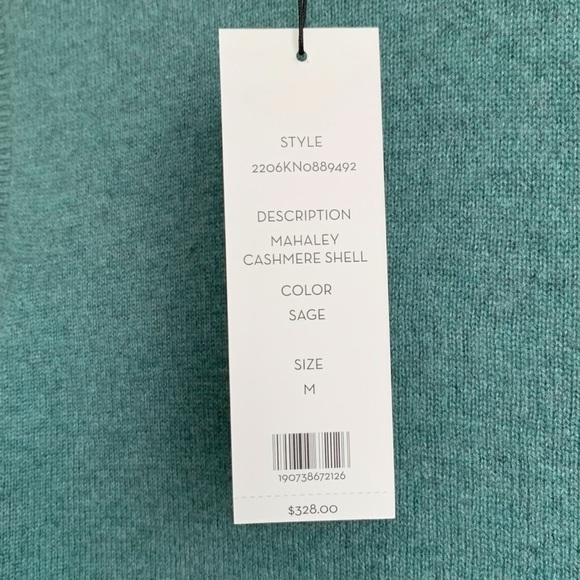 STYLE
2206KN0889492
DESCRIPTION
MAHALEY
CASHMERE SHELL
COLOR
SAGE
SIZE
M
190738672126
$328.00